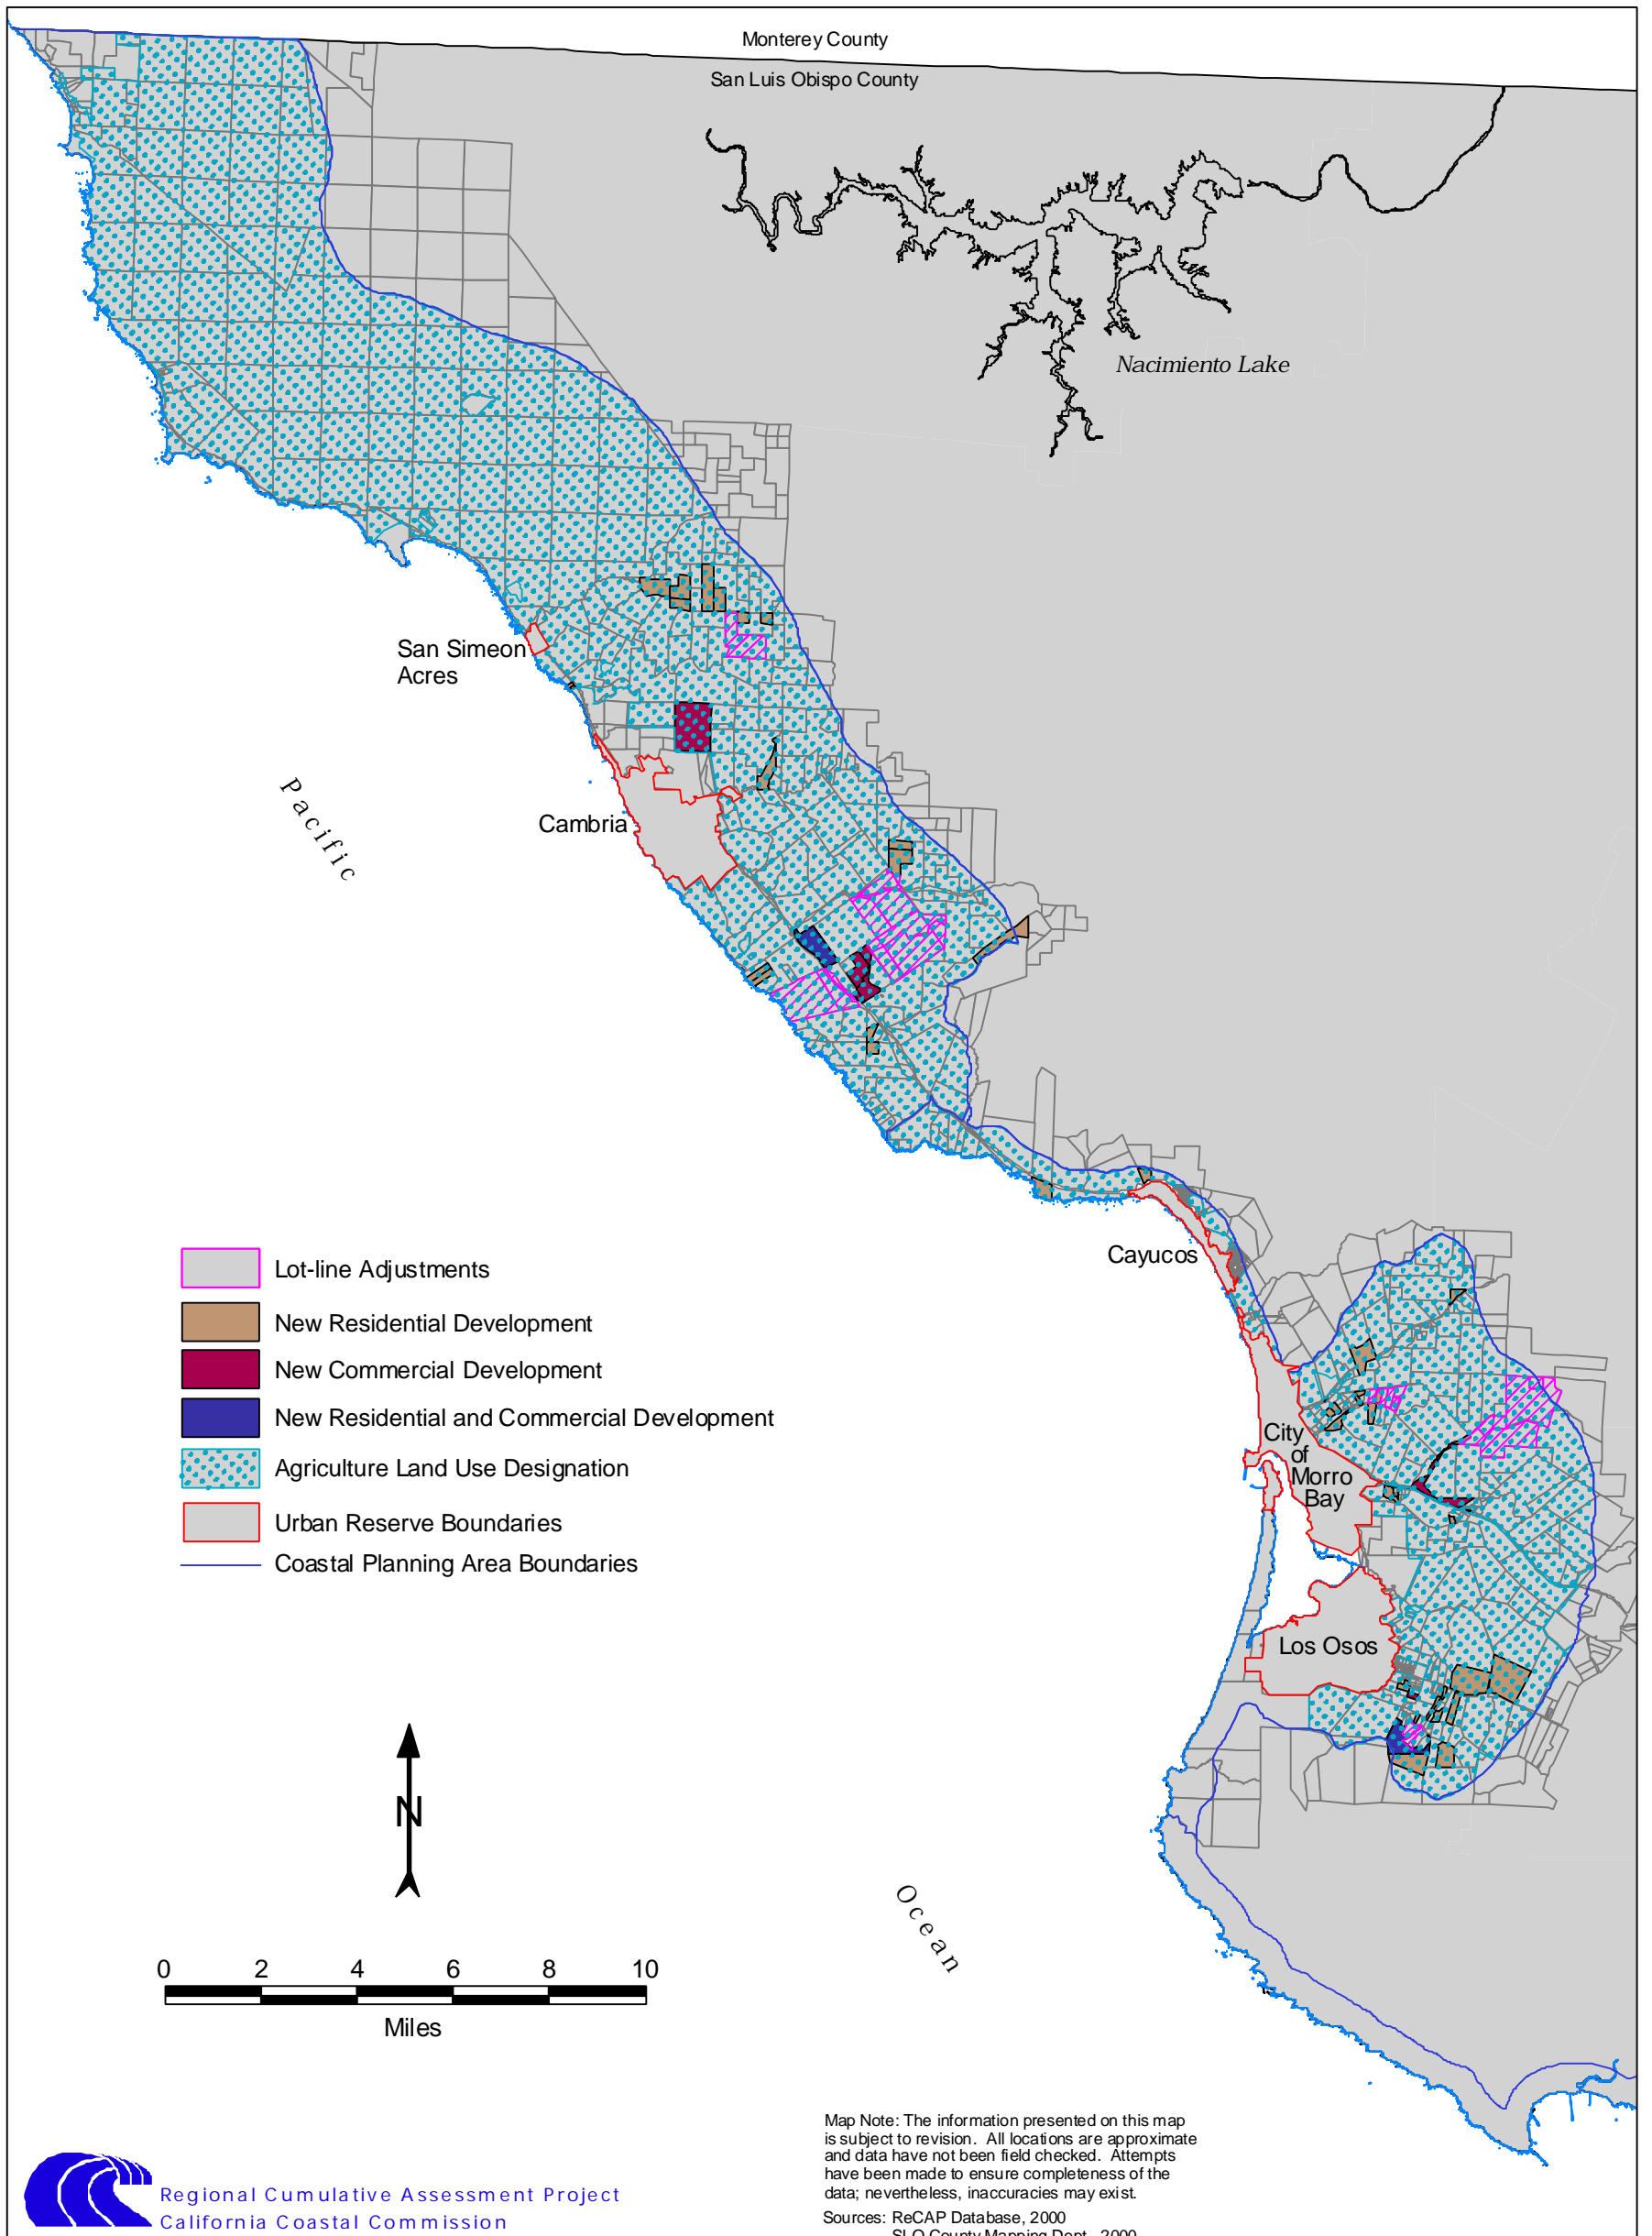 Monterey County
San Luis Obispo County
Nacimiento Lake
San Simeon
Acres
Pacific
Cambria
Cayucos
Lot-line Adjustments
New Residential Development
New Commercial Development
New Residential and Commercial Development
Agriculture Land Use Designation
Urban Reserve Boundaries
Coastal Planning Area Boundaries
City
of
Morro
Bay
Los Osos
N
Ocean
0 2 4 6 8 10
Miles
Map Note: The information presented on this map
is subject to revision. All locations are approximate
and data have not been field checked. Attempts
have been made to ensure completeness of the
data; nevertheless, inaccuracies may exist.
Sources: ReCAP Database, 2000
SLO County Mapping Dept., 2000
Regional Cumulative Assessment Project
California Coastal Commission